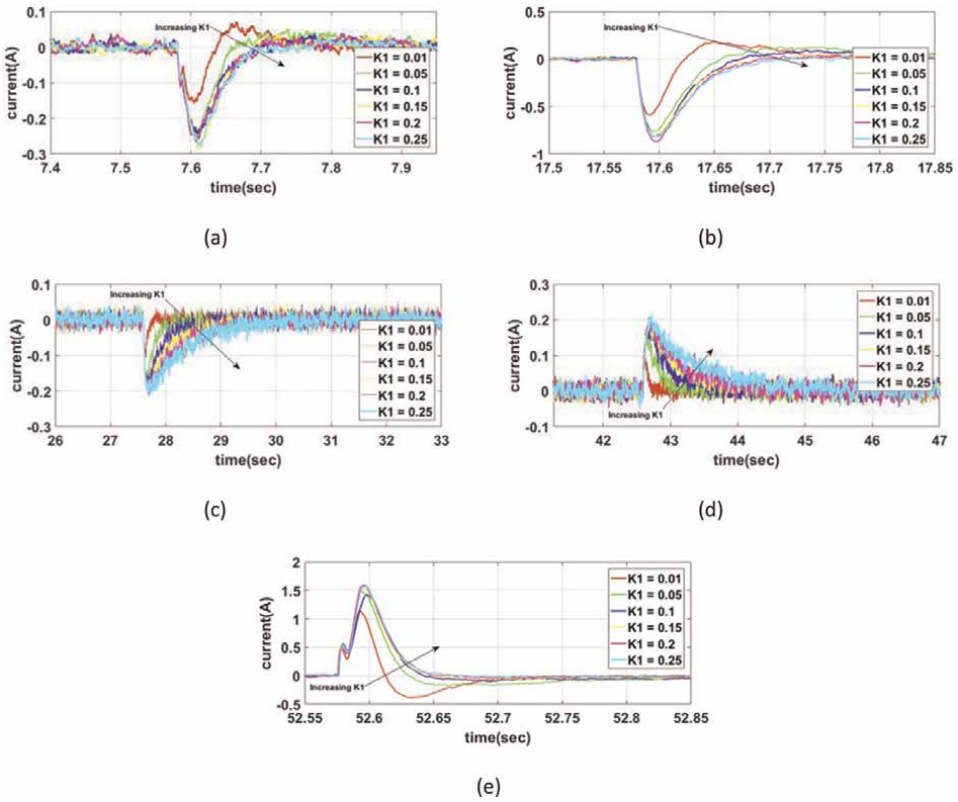 0.1
0
-0.1
-0.2
-0.3
current(A)
Increasing K1
K1 = 0.01
K1 = 0.05
K1 = 0.1
K1 = 0.15
K1 = 0.2
K1 = 0.25
7.4 7.5 7.6 7.7 7.8 7.9
time(sec)
(a)
0.5
0
-0.5
-1
current(A)
Increasing K1
K1 = 0.01
K1 = 0.05
K1 = 0.1
K1 = 0.15
K1 = 0.2
K1 = 0.25
17.5 17.55 17.6 17.65 17.7 17.75 17.8 17.85
time(sec)
(b)
0.1
0
-0.1
-0.2
-0.3
current(A)
Increasing K1
K1 = 0.01
K1 = 0.05
K1 = 0.1
K1 = 0.15
K1 = 0.2
K1 = 0.25
26 27 28 29 30 31 32 33
time(sec)
(c)
0.3
0.2
0.1
0
-0.1
current(A)
Increasing K1
K1 = 0.01
K1 = 0.05
K1 = 0.1
K1 = 0.15
K1 = 0.2
K1 = 0.25
42 43 44 45 46 47
time(sec)
(d)
2
1.5
1
0.5
0
-0.5
current(A)
Increasing K1
K1 = 0.01
K1 = 0.05
K1 = 0.1
K1 = 0.15
K1 = 0.2
K1 = 0.25
52.55 52.6 52.65 52.7 52.75 52.8 52.85
time(sec)
(e)